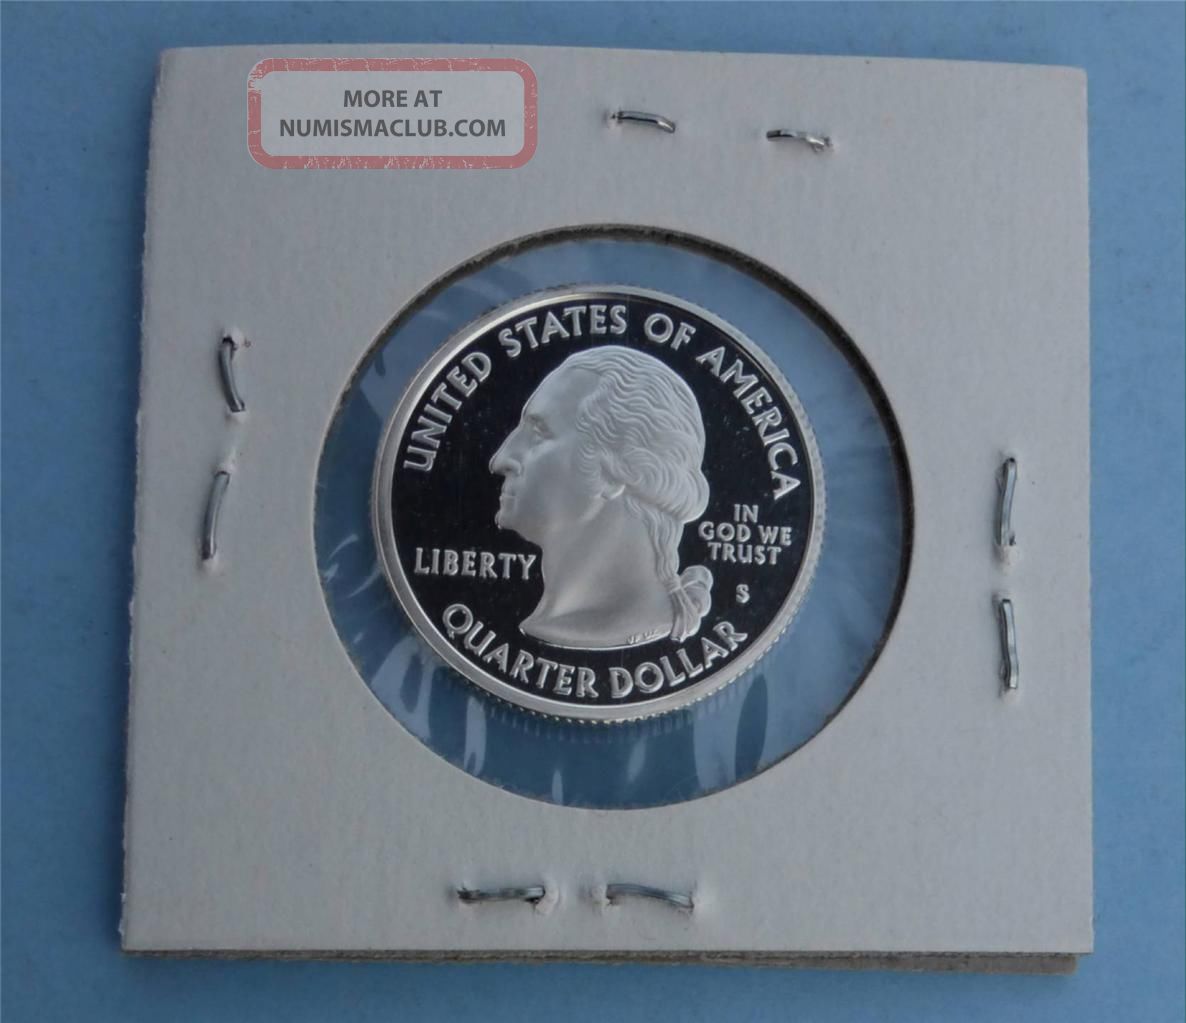 MORE AT
NUMISMACLUB.COM
UNITED STATES OF AMERICA
IN
GOD WE
TRUST
LIBERTY
S
QUARTER DOLLAR